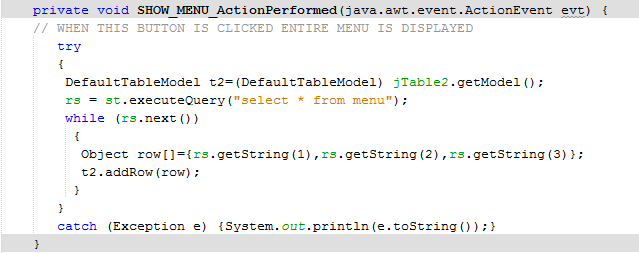 private void SHOW_MENU_ActionPerformed(java.awt.event.ActionEvent evt) {
// WHEN THIS BUTTON IS CLICKED ENTIRE MENU IS DISPLAYED
try
{
DefaultTableModel t2=(DefaultTableModel) jTable2.getModel();
rs = st.executeQuery("select * from menu");
while (rs.next())
{
Object row[]={rs.getString(1),rs.getString(2),rs.getString(3)};
t2.addRow(row);
}
}
catch (Exception e) {System.out.println(e.toString());}
}